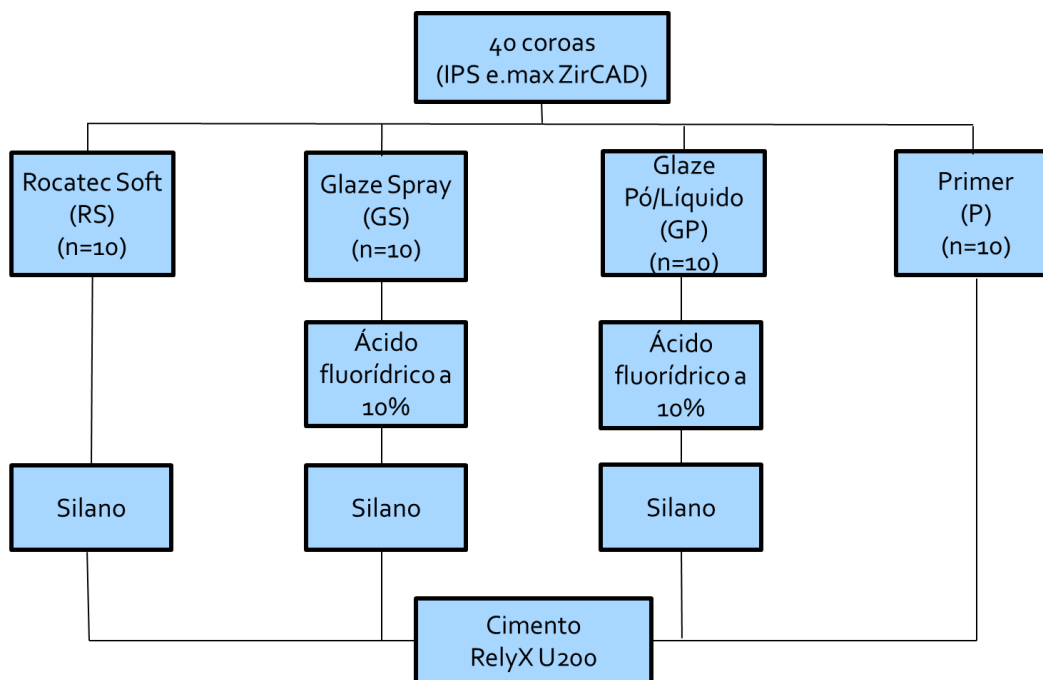 40 coroas
(IPS e.max ZirCAD)
Rocatec Soft
(RS)
(n=10)
Glaze Spray
(GS)
(n=10)
Glaze
Pó/Líquido
(GP)
(n=10)
Primer
(P)
(n=10)
Ácido
fluorídrico a
10%
Ácido
fluorídrico a
10%
Silano
Silano
Silano
Cimento
RelyX U200